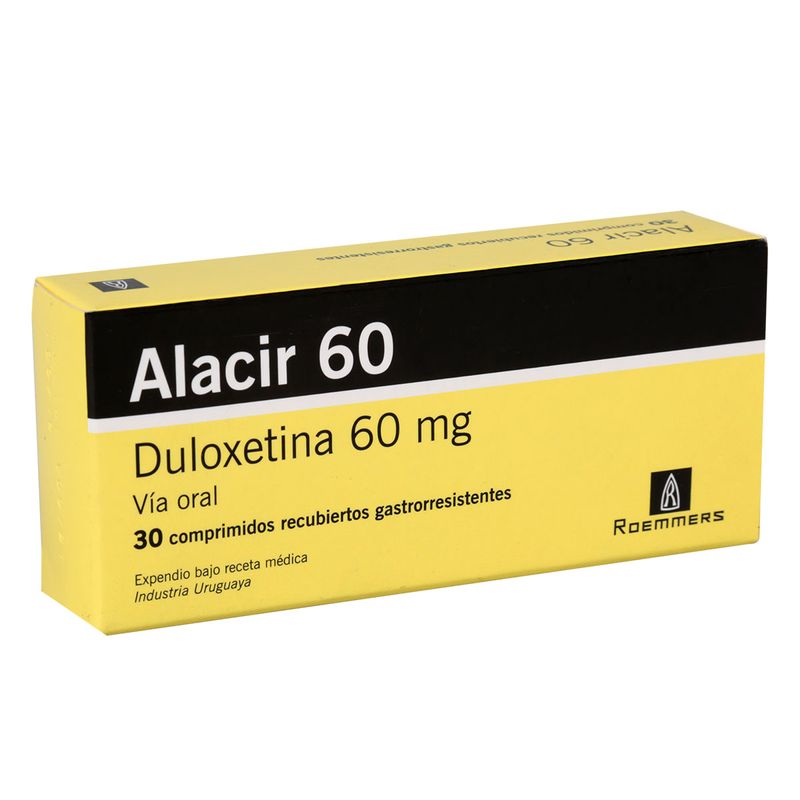 Alacir 60
30 comprimidos recubiertos gastrorresistentes
Alacir 60
Duloxetina 60 mg
Vía oral
30 comprimidos recubiertos gastrorresistentes
Expendio bajo receta médica
Industria Uruguaya
ROEMMERS